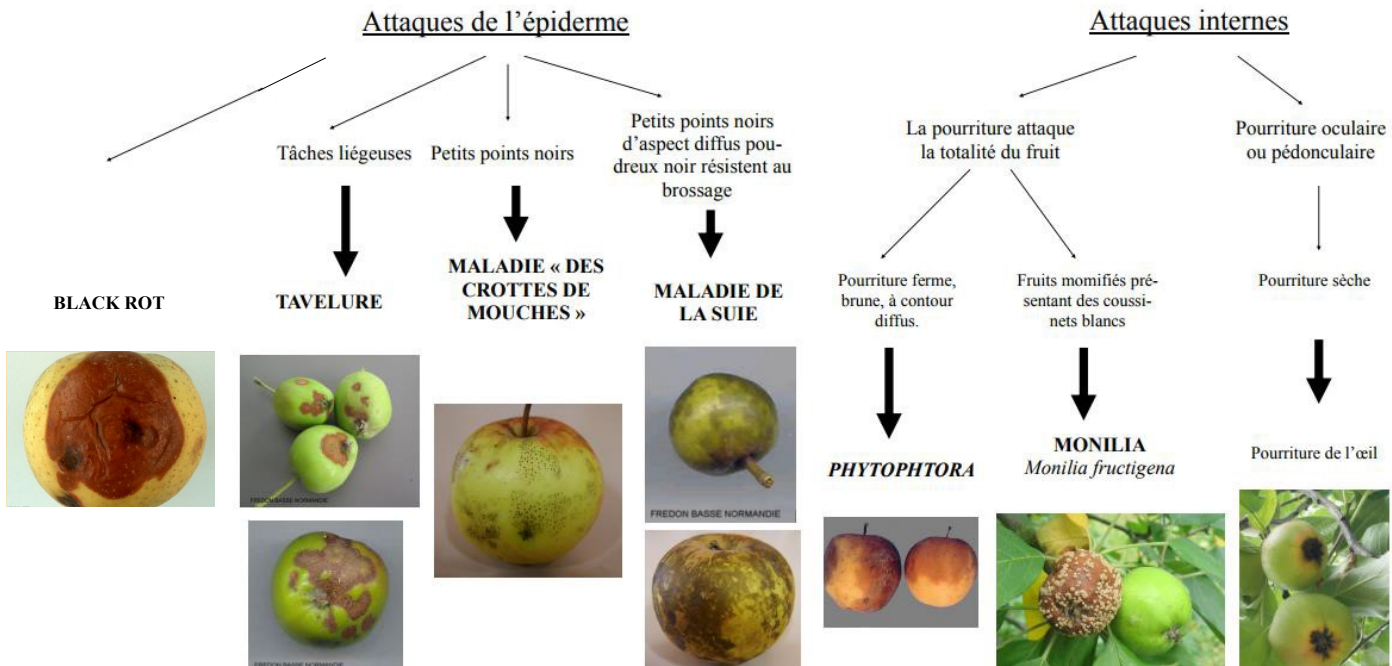 Attaques de l’épiderme
Attaques internes
Tâches liégeuses
Petits points noirs
Petits points noirs
d’aspect diffus pou-
dreux noir résistent au
brossage
La pourriture attaque
la totalité du fruit
Pourriture oculaire
ou pédonculaire
BLACK ROT
TAVELURE
MALADIE « DES
CROTTES DE
MOUCHES »
MALADIE DE
LA SUIE
Pourriture ferme,
brune, à contour
diffus.
Fruits momifiés pré-
sentant des coussi-
nets blancs
Pourriture sèche
PHYTOPHTORA
MONILIA
Monilia fructigena
Pourriture de l’œil
FREDON BASSE NORMANDIE
FREDON BASSE NORMANDIE